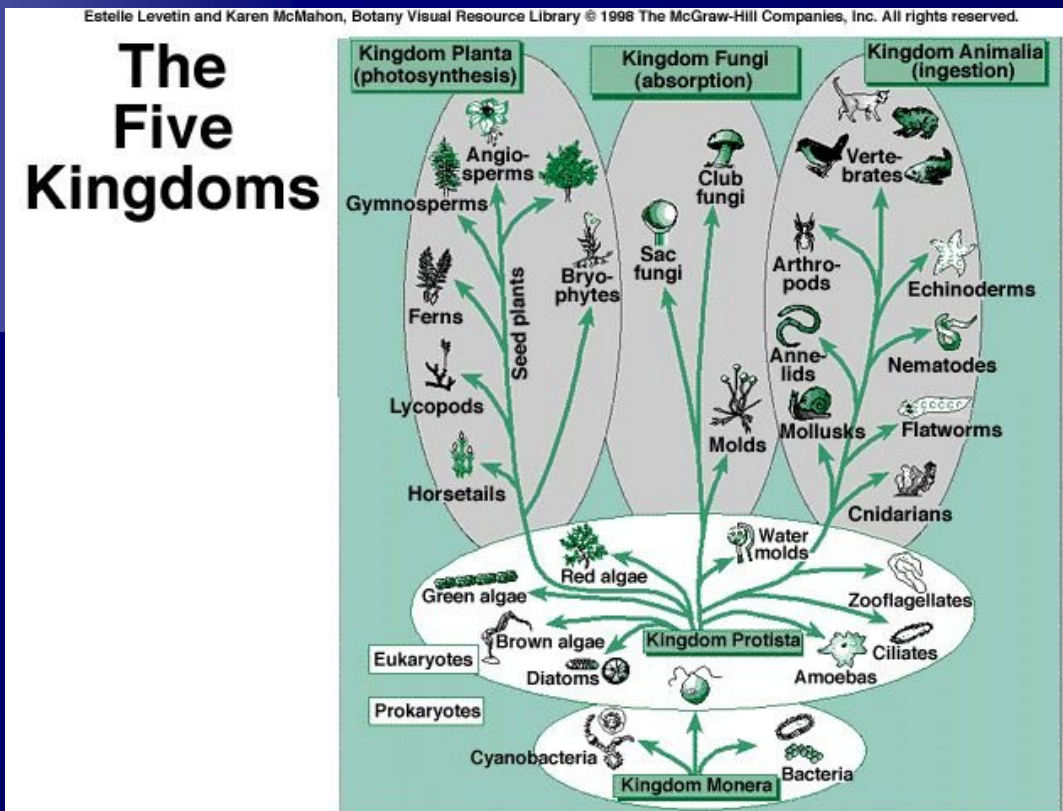 Estelle Levetin and Karen McMahon, Botany Visual Resource Library © 1998 The McGraw-Hill Companies, Inc. All rights reserved.
The
Five
Kingdoms
Kingdom Planta
(photosynthesis)
Kingdom Fungi
(absorption)
Kingdom Animalia
(ingestion)
Angio-
sperms
Gymnosperms
Bryo-
phytes
Ferns
Seed plants
Lycopods
Horsetails
Club
fungi
Sac
fungi
Molds
Verte-
brates
Arthro-
pods
Echinoderms
Anne-
lids
Nematodes
Mollusks
Flatworms
Cnidarians
Water
molds
Red algae
Green algae
Zooflagellates
Brown algae
Kingdom Protista
Ciliates
Eukaryotes
Diatoms
Amoebas
Prokaryotes
Cyanobacteria
Bacteria
Kingdom Monera